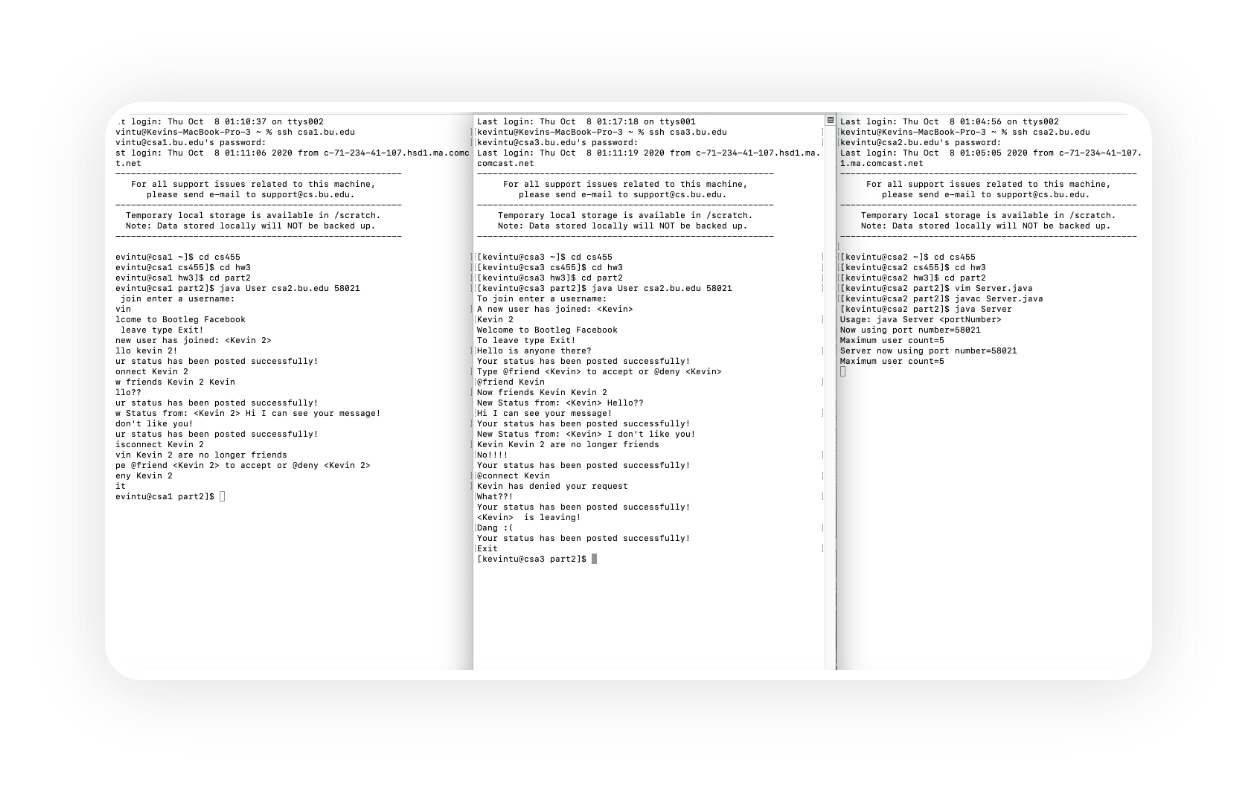 .t login: Thu Oct  8 01:10:37 on ttys002
vintu@Kevins-MacBook-Pro-3 ~ % ssh csa1.bu.edu
vintu@csa1.bu.edu's password:
st login: Thu Oct  8 01:11:06 2020 from c-71-234-41-107.hsd1.ma.comc
t.net
For all support issues related to this machine,
please send e-mail to support@cs.bu.edu.
Temporary local storage is available in /scratch.
Note: Data stored locally will NOT be backed up.
evintu@csa1 ~]$ cd cs455
evintu@csa1 cs455]$ cd hw3
evintu@csa1 hw3]$ cd part2
evintu@csa1 part2]$ java User csa2.bu.edu 58021
join enter a username:
vin
lcome to Bootleg Facebook
leave type Exit!
new user has joined: <Kevin 2>
llo kevin 2!
ur status has been posted successfully!
onnect Kevin 2
w friends Kevin 2 Kevin
llo??
ur status has been posted successfully!
w Status from: <Kevin 2> Hi I can see your message!
don't like you!
ur status has been posted successfully!
isconnect Kevin 2
vin Kevin 2 are no longer friends
pe @friend <Kevin 2> to accept or @deny <Kevin 2>
eny Kevin 2
it
evintu@csa1 part2]$
Last login: Thu Oct  8 01:17:18 on ttys001
kevintu@Kevins-MacBook-Pro-3 ~ % ssh csa3.bu.edu
kevintu@csa3.bu.edu's password:
Last login: Thu Oct  8 01:11:19 2020 from c-71-234-41-107.hsd1.ma.
comcast.net
For all support issues related to this machine,
please send e-mail to support@cs.bu.edu.
Temporary local storage is available in /scratch.
Note: Data stored locally will NOT be backed up.
[kevintu@csa3 ~]$ cd cs455
[kevintu@csa3 cs455]$ cd hw3
[kevintu@csa3 hw3]$ cd part2
[kevintu@csa3 part2]$ java User csa2.bu.edu 58021
To join enter a username:
A new user has joined: <Kevin>
Kevin 2
Welcome to Bootleg Facebook
To leave type Exit!
Hello is anyone there?
Your status has been posted successfully!
Type @friend <Kevin> to accept or @deny <Kevin>
@friend Kevin
Now friends Kevin Kevin 2
New Status from: <Kevin> Hello??
Hi I can see your message!
Your status has been posted successfully!
New Status from: <Kevin> I don't like you!
Kevin Kevin 2 are no longer friends
No!!!!
Your status has been posted successfully!
@connect Kevin
Kevin has denied your request
What??!
Your status has been posted successfully!
<Kevin>  is leaving!
Dang :(
Your status has been posted successfully!
Exit
[kevintu@csa3 part2]$
Last login: Thu Oct  8 01:04:56 on ttys002
kevintu@Kevins-MacBook-Pro-3 ~ % ssh csa2.bu.edu
kevintu@csa2.bu.edu's password:
Last login: Thu Oct  8 01:05:05 2020 from c-71-234-41-107.
1.ma.comcast.net
For all support issues related to this machine,
please send e-mail to support@cs.bu.edu.
Temporary local storage is available in /scratch.
Note: Data stored locally will NOT be backed up.
[kevintu@csa2 ~]$ cd cs455
[kevintu@csa2 cs455]$ cd hw3
[kevintu@csa2 hw3]$ cd part2
[kevintu@csa2 part2]$ vim Server.java
[kevintu@csa2 part2]$ javac Server.java
[kevintu@csa2 part2]$ java Server
Usage: java Server <portNumber>
Now using port number=58021
Maximum user count=5
Server now using port number=58021
Maximum user count=5